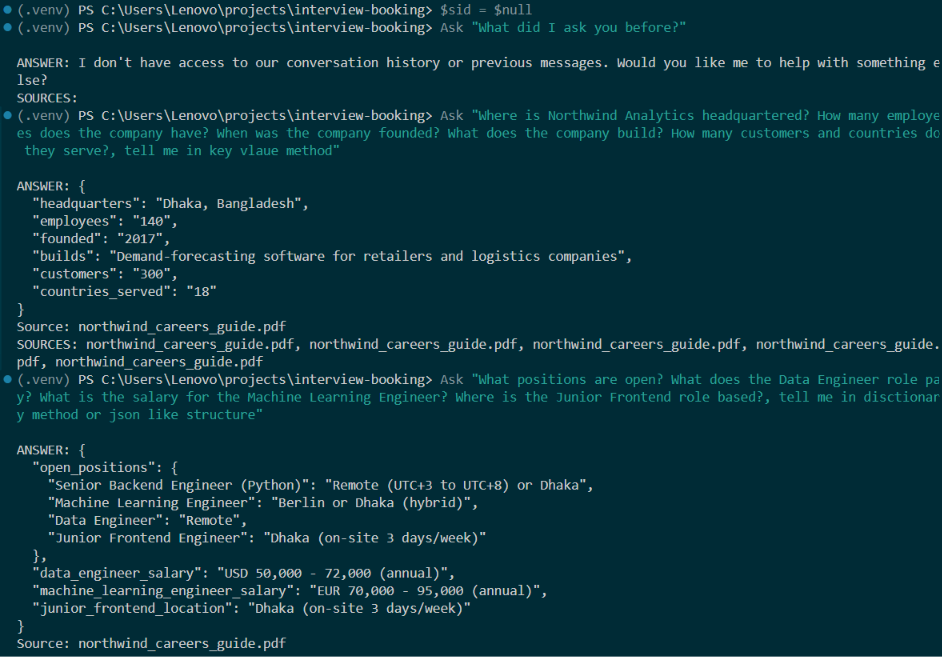 (.venv) PS C:\Users\Lenovo\projects\interview-booking> $sid = $null
(.venv) PS C:\Users\Lenovo\projects\interview-booking> Ask "What did I ask you before?"
ANSWER: I don't have access to our conversation history or previous messages. Would you like me to help with something e
lse?
SOURCES:
(.venv) PS C:\Users\Lenovo\projects\interview-booking> Ask "Where is Northwind Analytics headquartered? How many employe
es does the company have? When was the company founded? What does the company build? How many customers and countries do
they serve?, tell me in key vlaue method"
ANSWER: {
"headquarters": "Dhaka, Bangladesh",
"employees": "140",
"founded": "2017",
"builds": "Demand-forecasting software for retailers and logistics companies",
"customers": "300",
"countries_served": "18"
}
Source: northwind_careers_guide.pdf
SOURCES: northwind_careers_guide.pdf, northwind_careers_guide.pdf, northwind_careers_guide.pdf, northwind_careers_guide.
pdf, northwind_careers_guide.pdf
(.venv) PS C:\Users\Lenovo\projects\interview-booking> Ask "What positions are open? What does the Data Engineer role pa
y? What is the salary for the Machine Learning Engineer? Where is the Junior Frontend role based?, tell me in disctionar
y method or json like structure"
ANSWER: {
"open_positions": {
"Senior Backend Engineer (Python)": "Remote (UTC+3 to UTC+8) or Dhaka",
"Machine Learning Engineer": "Berlin or Dhaka (hybrid)",
"Data Engineer": "Remote",
"Junior Frontend Engineer": "Dhaka (on-site 3 days/week)"
},
"data_engineer_salary": "USD 50,000 - 72,000 (annual)",
"machine_learning_engineer_salary": "EUR 70,000 - 95,000 (annual)",
"junior_frontend_location": "Dhaka (on-site 3 days/week)"
}
Source: northwind_careers_guide.pdf